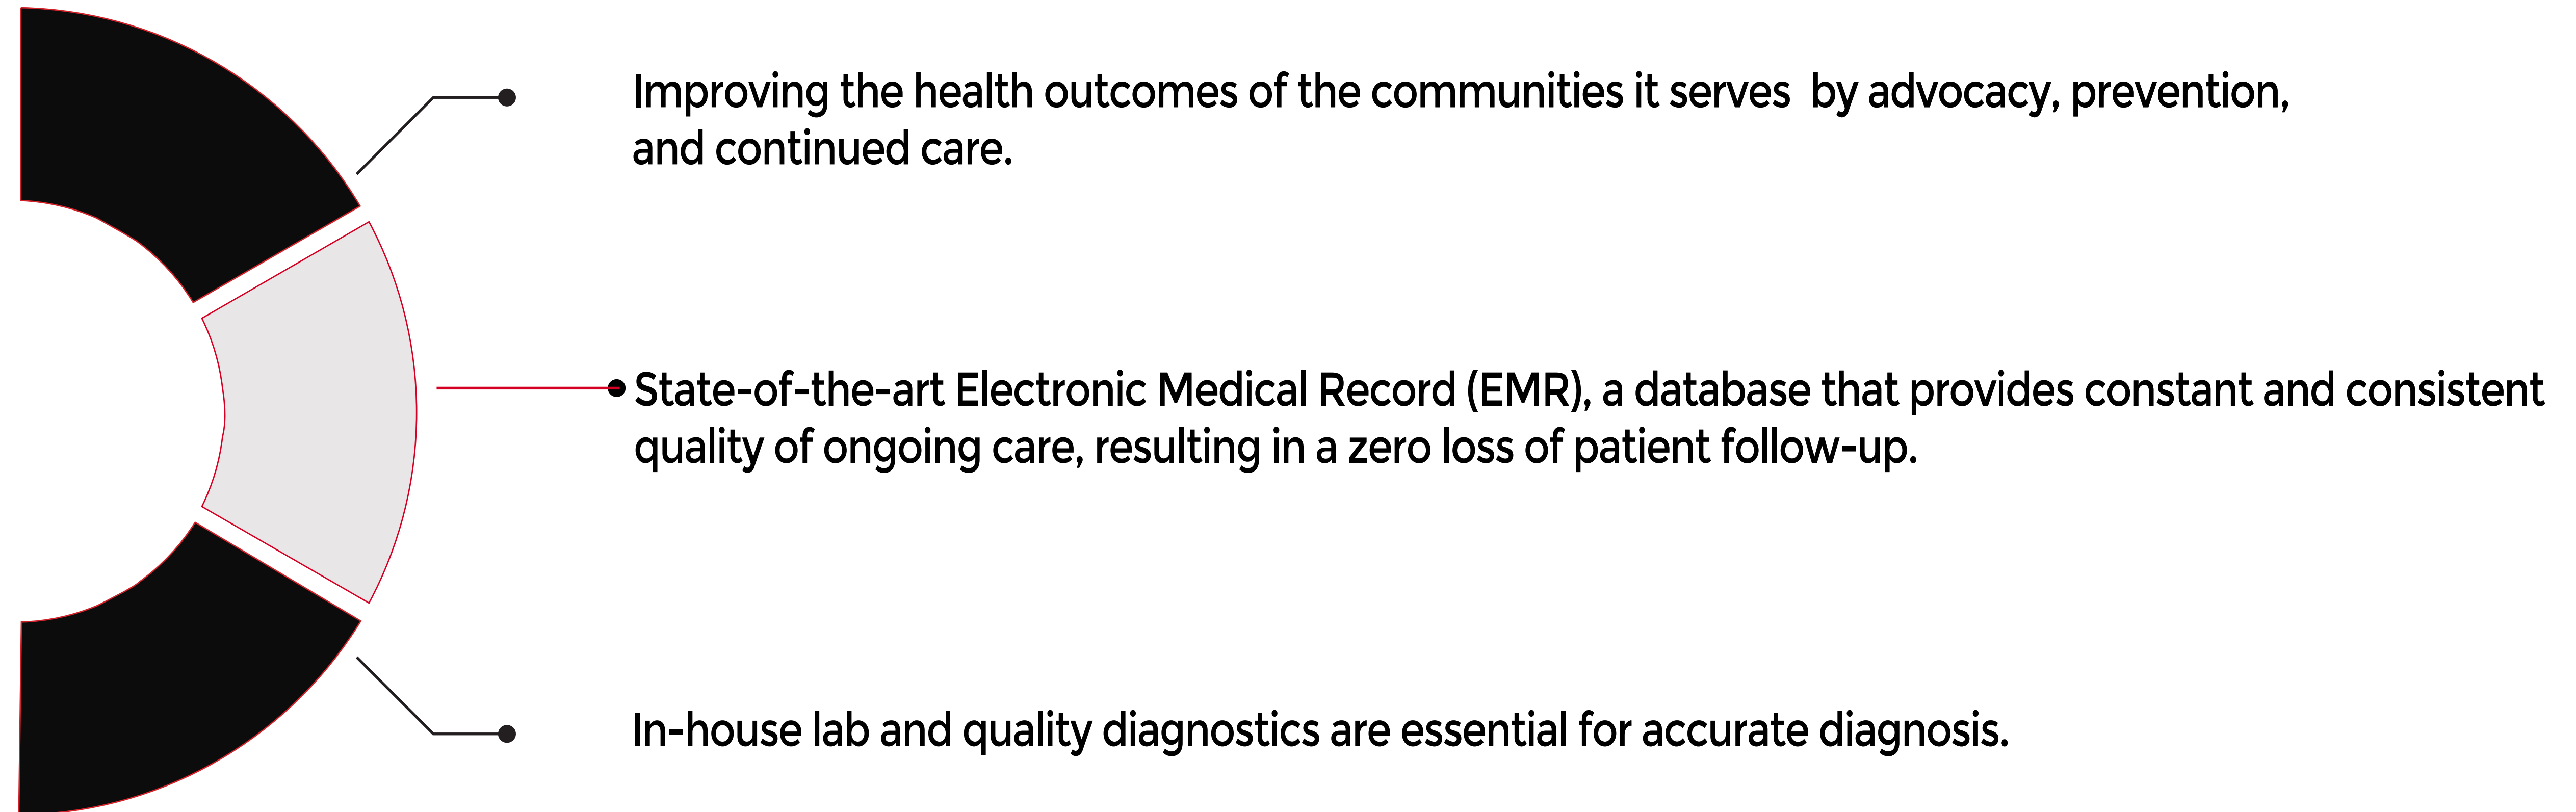 Improving the health outcomes of the communities it serves  by advocacy, prevention,
and continued care.
State-of-the-art Electronic Medical Record (EMR), a database that provides constant and consistent
quality of ongoing care, resulting in a zero loss of patient follow-up.
In-house lab and quality diagnostics are essential for accurate diagnosis.